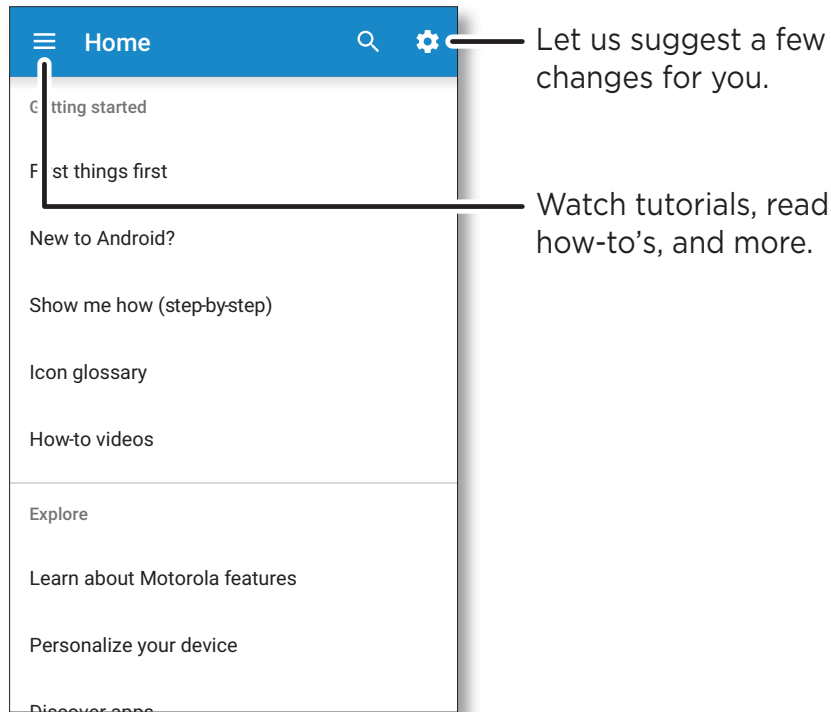 Home
Let us suggest a few
changes for you.
Getting started
First things first
Watch tutorials, read
how-to's, and more.
New to Android?
Show me how (step-by-step)
Icon glossary
How-to videos
Explore
Learn about Motorola features
Personalize your device
Discover apps